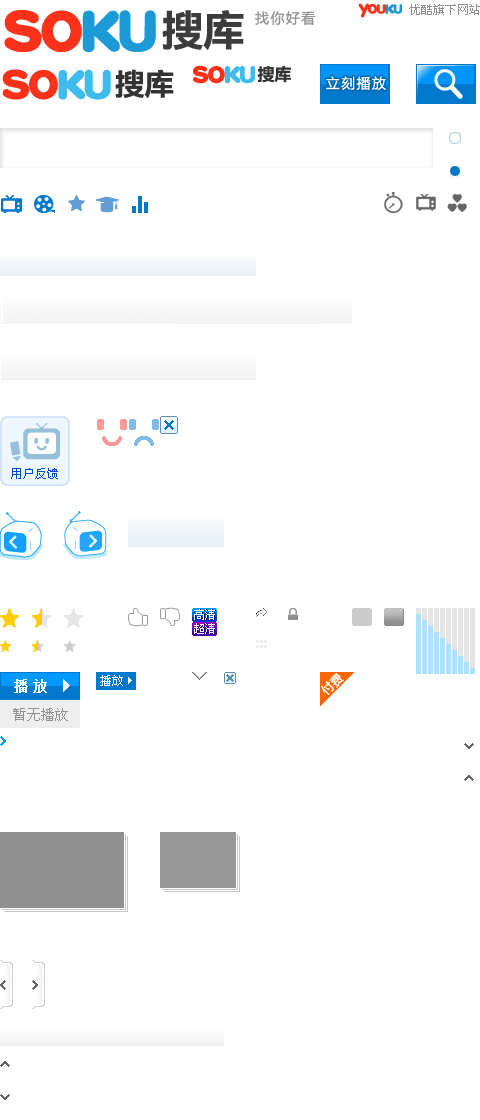 SOKU搜库 找你好看
YOUKU 优酷旗下网站
SOKU搜库
SOKU搜库
立刻播放
用户反馈
高清
超清
播放
播放
付费
暂无播放